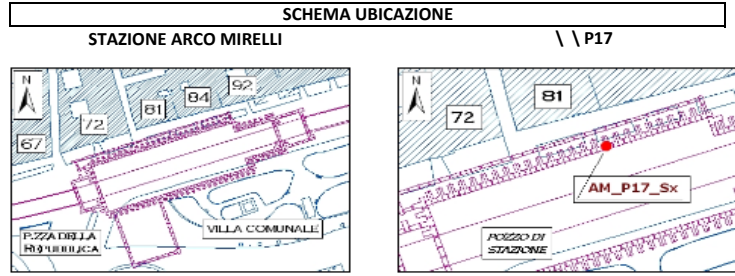 SCHEMA UBICAZIONE
STAZIONE ARCO MIRELLI
\ \ P17
N
92
84
81
72
67
P.ZZA DELLA
REPUBBLICA
VILLA COMUNALE
N
81
72
AM_P17_Sx
POZZO DI
STAZIONE